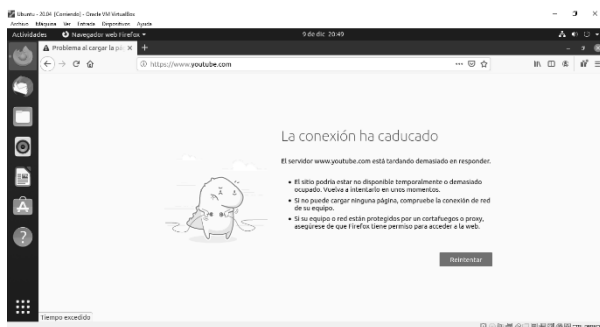 Ubuntu - 20.04 [Corriendo] - Oracle VM VirtualBox
Archivo Máquina Ver Entrada Dispositivos Ayuda
Actividades Navegador web Firefox 9 de dic 20:49
Problema al cargar la pág
https://www.youtube.com
La conexión ha caducado
El servidor www.youtube.com está tardando demasiado en responder.
El sitio podría estar no disponible temporalmente o demasiado
ocupado. Vuelva a intentarlo en unos momentos.
Si no puede cargar ninguna página, compruebe la conexión de red
de su equipo.
Si su equipo o red están protegidos por un cortafuegos o proxy,
asegúrese de que Firefox tiene permiso para acceder a la web.
Reintentar
Tiempo excedido